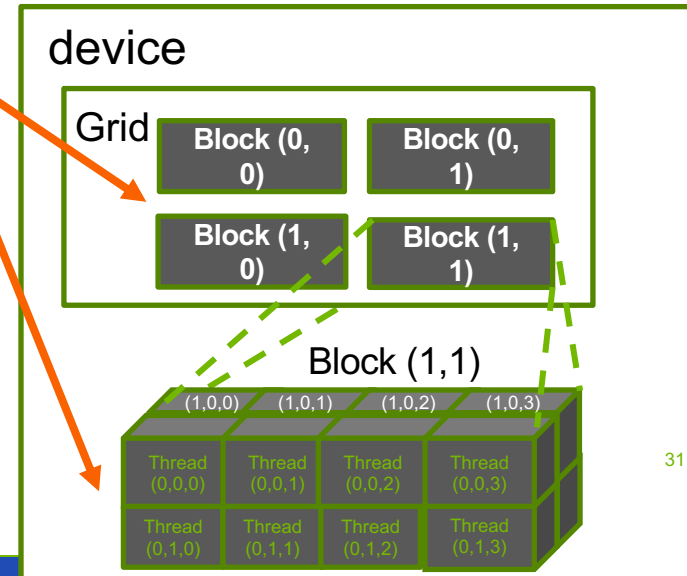 device
Grid
Block (0,
0)
Block (0,
1)
Block (1,
0)
Block (1,
1)
Block (1,1)
(1,0,0) (1,0,1) (1,0,2) (1,0,3)
Thread
(0,0,0)
Thread
(0,0,1)
Thread
(0,0,2)
Thread
(0,0,3)
31
Thread
(0,1,0)
Thread
(0,1,1)
Thread
(0,1,2)
Thread
(0,1,3)